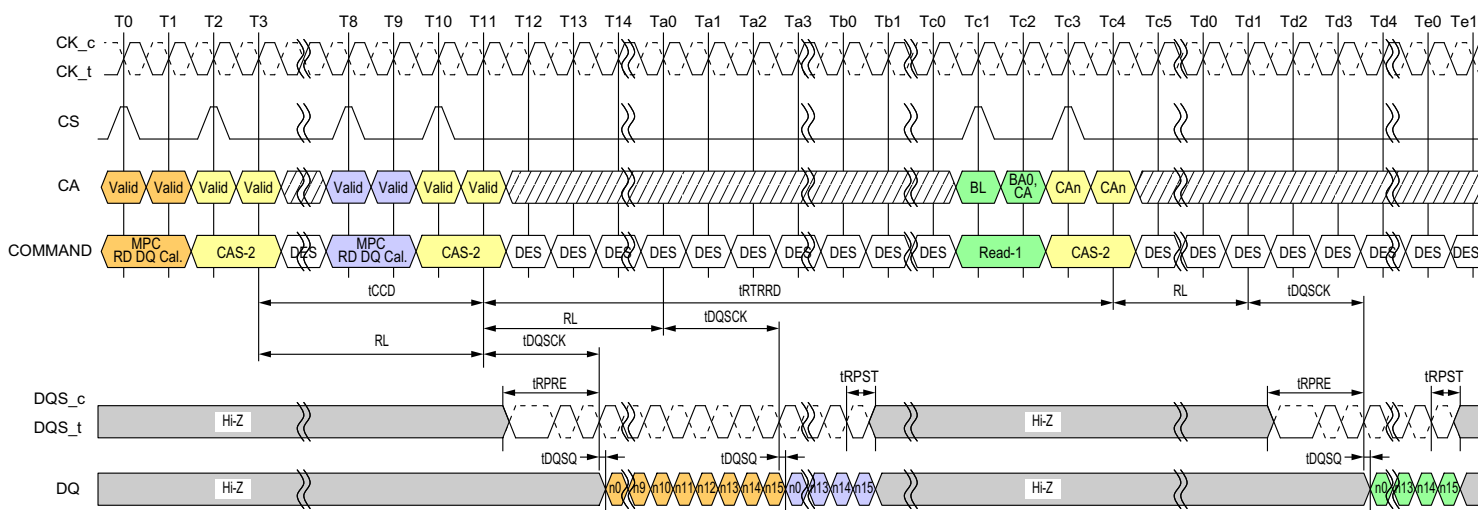 T0 T1 T2 T3 T8 T9 T10 T11 T12 T13 T14 Ta0 Ta1 Ta2 Ta3 Tb0 Tb1 Tc0 Tc1 Tc2 Tc3 Tc4 Tc5 Td0 Td1 Td2 Td3 Td4 Te0 Te1
CK_c
CK_t
CS
CA Valid Valid Valid Valid Valid Valid Valid Valid BL BA0, CA CAn CAn
COMMAND MPC RD DQ Cal. CAS-2 DES MPC RD DQ Cal. CAS-2 DES DES DES DES DES DES DES DES DES DES Read-1 CAS-2 DES DES DES DES DES DES DES DES
tCCD tRTRRD RL tDQSCK
RL tDQSCK
RL tDQSCK
tRPRE tRPST tRPRE tRPST
DQS_c
DQS_t Hi-Z Hi-Z
tDQSQ tDQSQ tDQSQ
DQ Hi-Z n0 n9 n10 n11 n12 n13 n14 n15 n0 n13 n14 n15 Hi-Z n0 n13 n14 n15